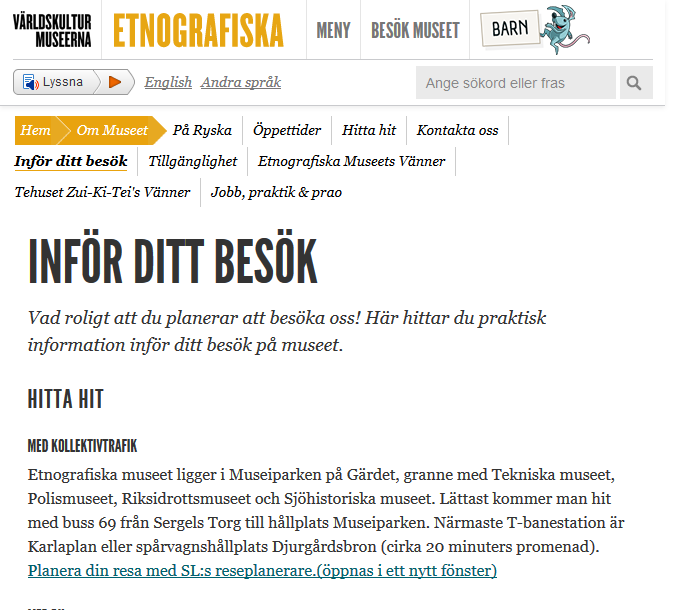 VÄRLDSKULTUR
MUSEERNA
ETNOGRAFISKA
MENY
BESÖK MUSEET
BARN
Lyssna
English
Andra språk
Ange sökord eller fras
Hem
Om Museet
På Ryska
Öppettider
Hitta hit
Kontakta oss
Inför ditt besök
Tillgänglighet
Etnografiska Museets Vänner
Tehuset Zui-Ki-Tei's Vänner
Jobb, praktik & prao
INFÖR DITT BESÖK
Vad roligt att du planerar att besöka oss! Här hittar du praktisk
information inför ditt besök på museet.
HITTA HIT
MED KOLLEKTIVTRAFIK
Etnografiska museet ligger i Museiparken på Gärdet, granne med Tekniska museet,
Polismuseet, Riksidrottsmuseet och Sjöhistoriska museet. Lättast kommer man hit
med buss 69 från Sergels Torg till hållplats Museiparken. Närmaste T-banestation är
Karlaplan eller spårvagnshållplats Djurgårdsbron (cirka 20 minuters promenad).
Planera din resa med SL:s reseplanerare.(öppnas i ett nytt fönster)